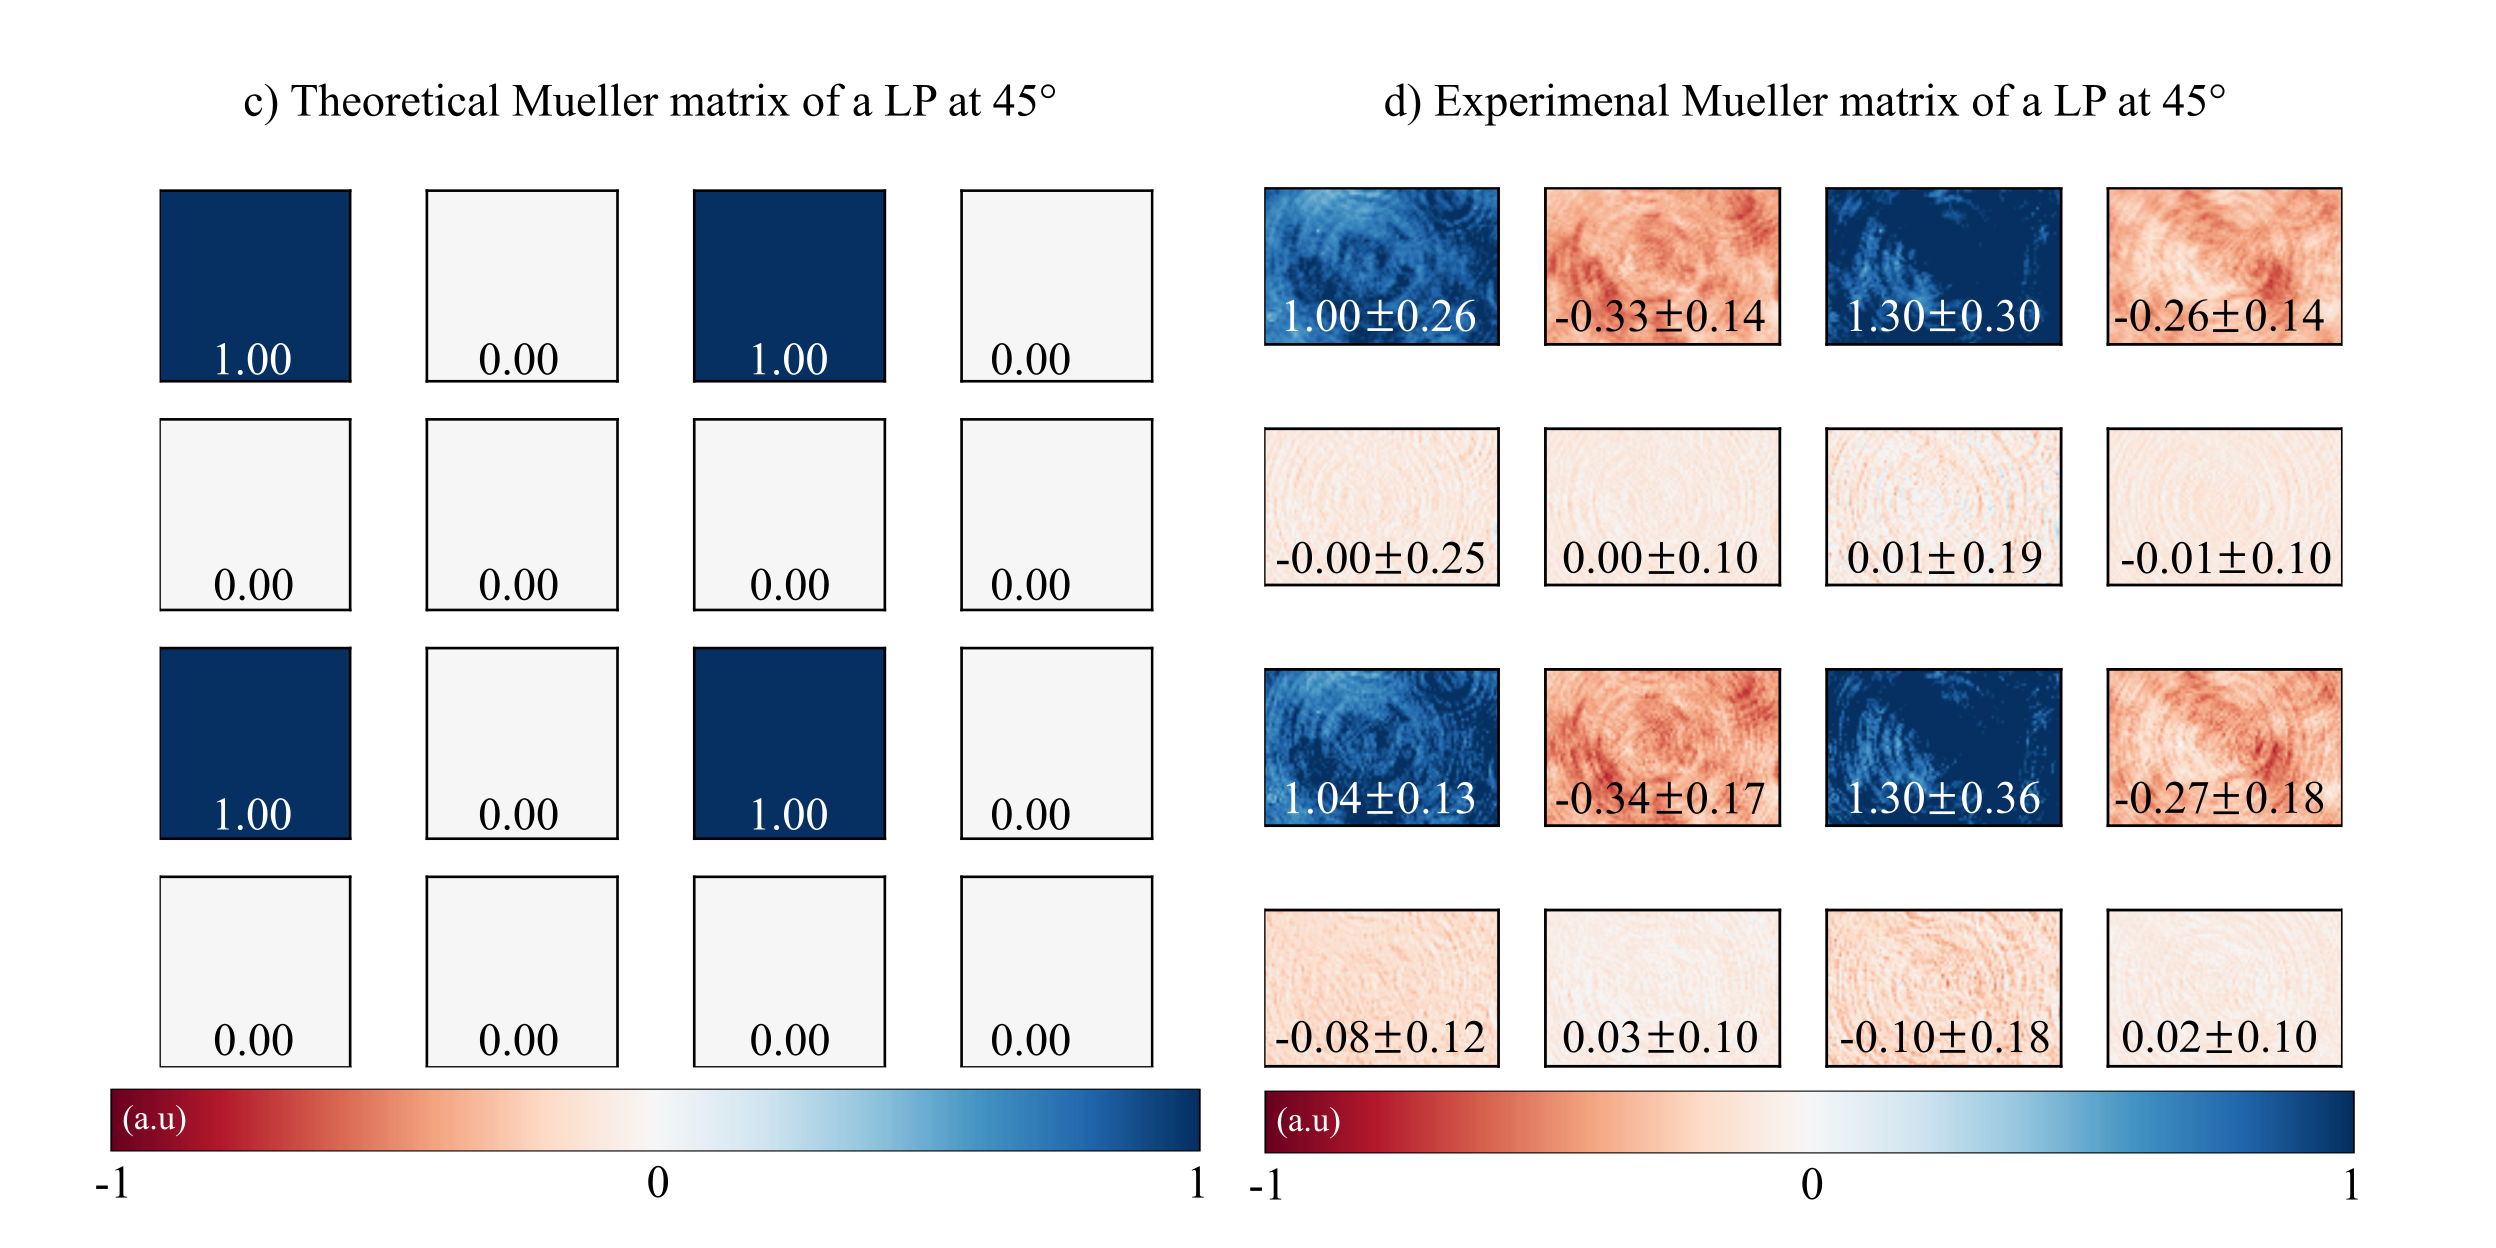 c) Theoretical Mueller matrix of a LP at 45°
1.00 0.00 1.00 0.00
0.00 0.00 0.00 0.00
1.00 0.00 1.00 0.00
0.00 0.00 0.00 0.00
(a.u)
-1 0 1
d) Experimental Mueller matrix of a LP at 45°
1.00±0.26 -0.33±0.14 1.30±0.30 -0.26±0.14
-0.00±0.25 0.00±0.10 0.01±0.19 -0.01±0.10
1.04±0.13 -0.34±0.17 1.30±0.36 -0.27±0.18
-0.08±0.12 0.03±0.10 -0.10±0.18 0.02±0.10
(a.u)
-1 0 1